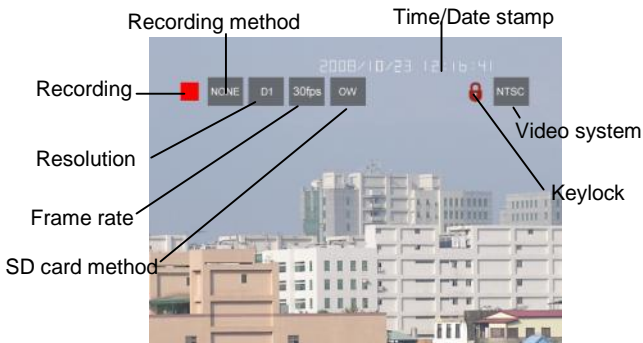 Recording method
Time/Date stamp
2008/10/23 12:16:41
Recording
NONE D1 30fps OW NTSC
Video system
Resolution
Keylock
Frame rate
SD card method